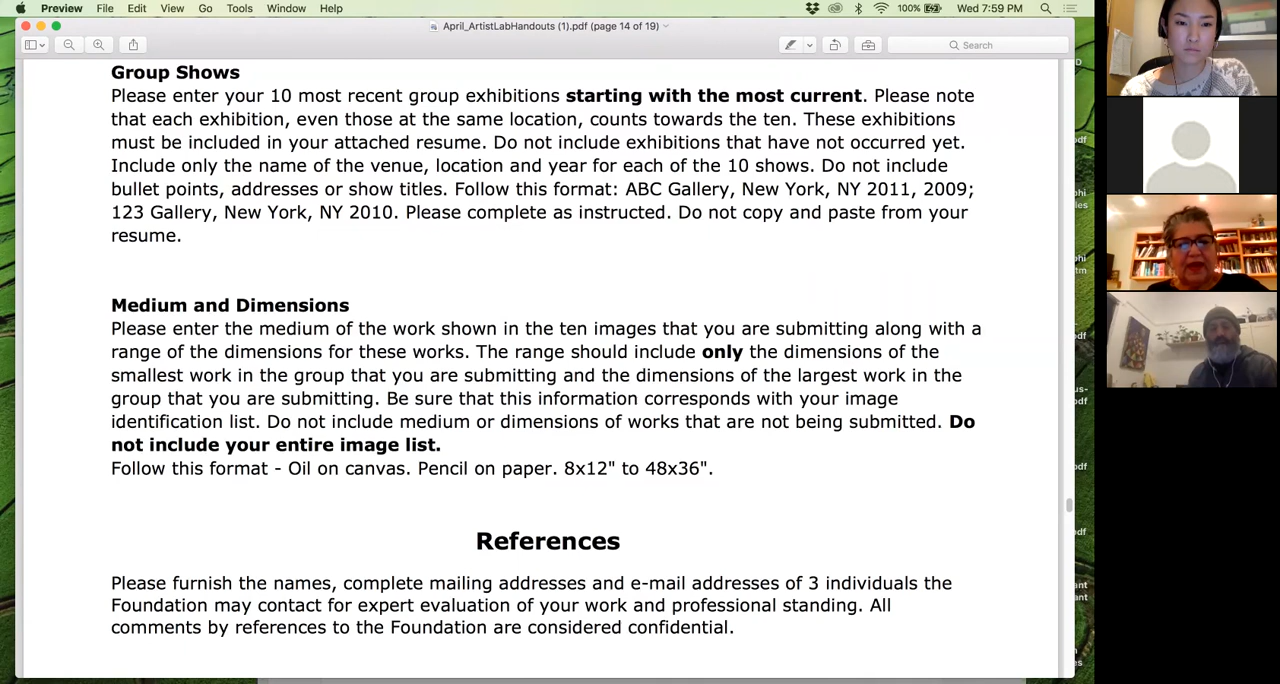 Preview File Edit View Go Tools Window Help 100% Wed 7:59 PM
April_ArtistLabHandouts (1).pdf (page 14 of 19)
Search
Group Shows
Please enter your 10 most recent group exhibitions starting with the most current. Please note
that each exhibition, even those at the same location, counts towards the ten. These exhibitions
must be included in your attached resume. Do not include exhibitions that have not occurred yet.
Include only the name of the venue, location and year for each of the 10 shows. Do not include
bullet points, addresses or show titles. Follow this format: ABC Gallery, New York, NY 2011, 2009;
123 Gallery, New York, NY 2010. Please complete as instructed. Do not copy and paste from your
resume.
Medium and Dimensions
Please enter the medium of the work shown in the ten images that you are submitting along with a
range of the dimensions for these works. The range should include only the dimensions of the
smallest work in the group that you are submitting and the dimensions of the largest work in the
group that you are submitting. Be sure that this information corresponds with your image
identification list. Do not include medium or dimensions of works that are not being submitted. Do
not include your entire image list.
Follow this format - Oil on canvas. Pencil on paper. 8x12" to 48x36".
References
Please furnish the names, complete mailing addresses and e-mail addresses of 3 individuals the
Foundation may contact for expert evaluation of your work and professional standing. All
comments by references to the Foundation are considered confidential.